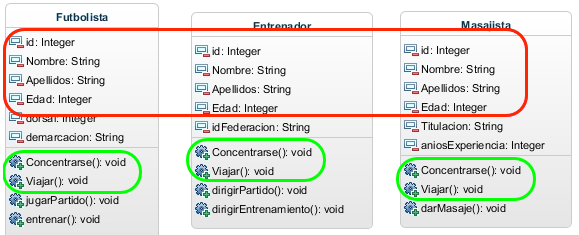 Futbolista
id: Integer
Nombre: String
Apellidos: String
Edad: Integer
dorsal: Integer
demarcacion: String
Concentrarse(): void
Viajar(): void
jugarPartido(): void
entrenar(): void
Entrenador
id: Integer
Nombre: String
Apellidos: String
Edad: Integer
idFederacion: String
Concentrarse(): void
Viajar(): void
dirigirPartido(): void
dirigirEntrenamiento(): void
Masajista
id: Integer
Nombre: String
Apellidos: String
Edad: Integer
Titulacion: String
aniosExperiencia: Integer
Concentrarse(): void
Viajar(): void
darMasaje(): void